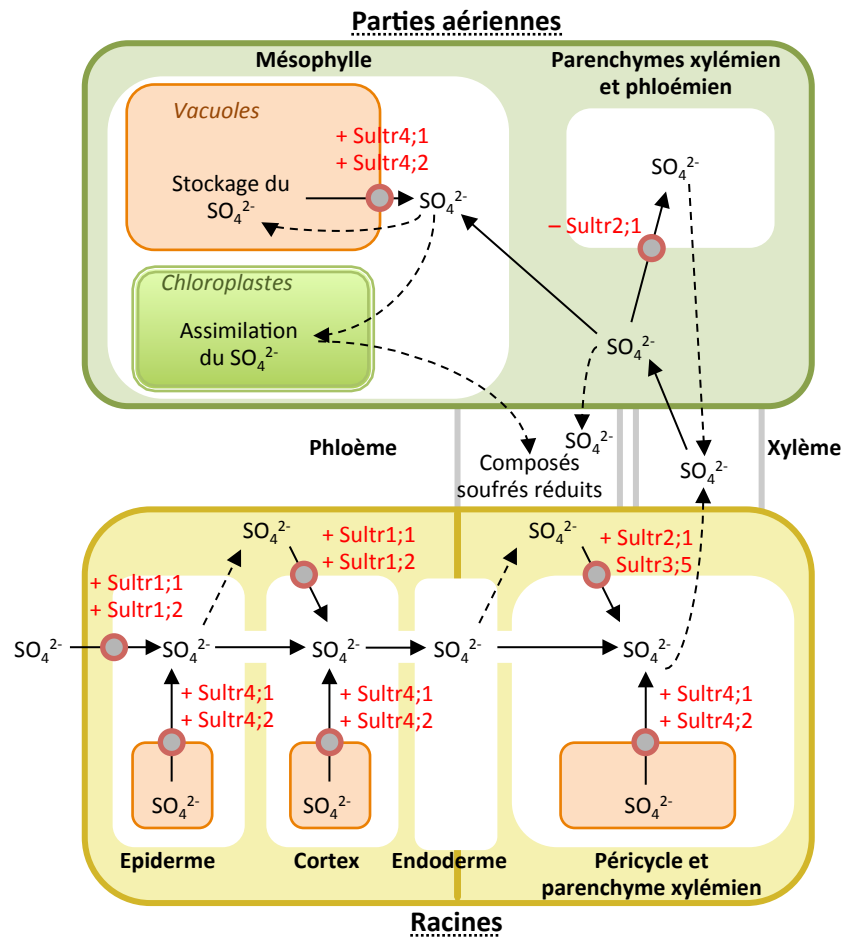 Parties aériennes
Mésophylle
Parenchymes xylémien
et phloémien
Vacuoles
+ Sultr4;1
+ Sultr4;2
Stockage du
SO₄²⁻
SO₄²⁻
SO₄²⁻
– Sultr2;1
Chloroplastes
Assimilation
du SO₄²⁻
SO₄²⁻
Phloème
SO₄²⁻
Composés
soufrés réduits
Xylème
SO₄²⁻
SO₄²⁻
+ Sultr1;1
+ Sultr1;2
SO₄²⁻
+ Sultr2;1
Sultr3;5
+ Sultr1;1
+ Sultr1;2
SO₄²⁻
SO₄²⁻
SO₄²⁻
SO₄²⁻
SO₄²⁻
+ Sultr4;1
+ Sultr4;2
+ Sultr4;1
+ Sultr4;2
+ Sultr4;1
+ Sultr4;2
SO₄²⁻
SO₄²⁻
SO₄²⁻
Epiderme
Cortex
Endoderme
Péricycle et
parenchyme xylémien
Racines